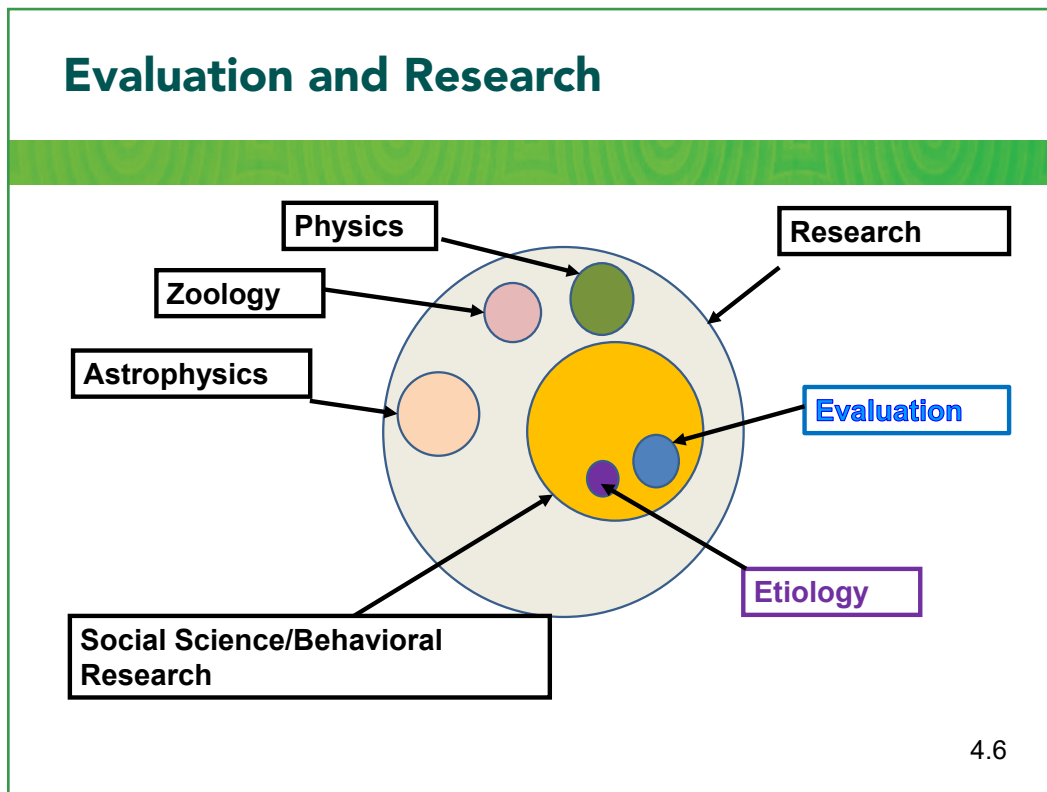 Evaluation and Research
Physics
Research
Zoology
Astrophysics
Evaluation
Etiology
Social Science/Behavioral
Research
4.6